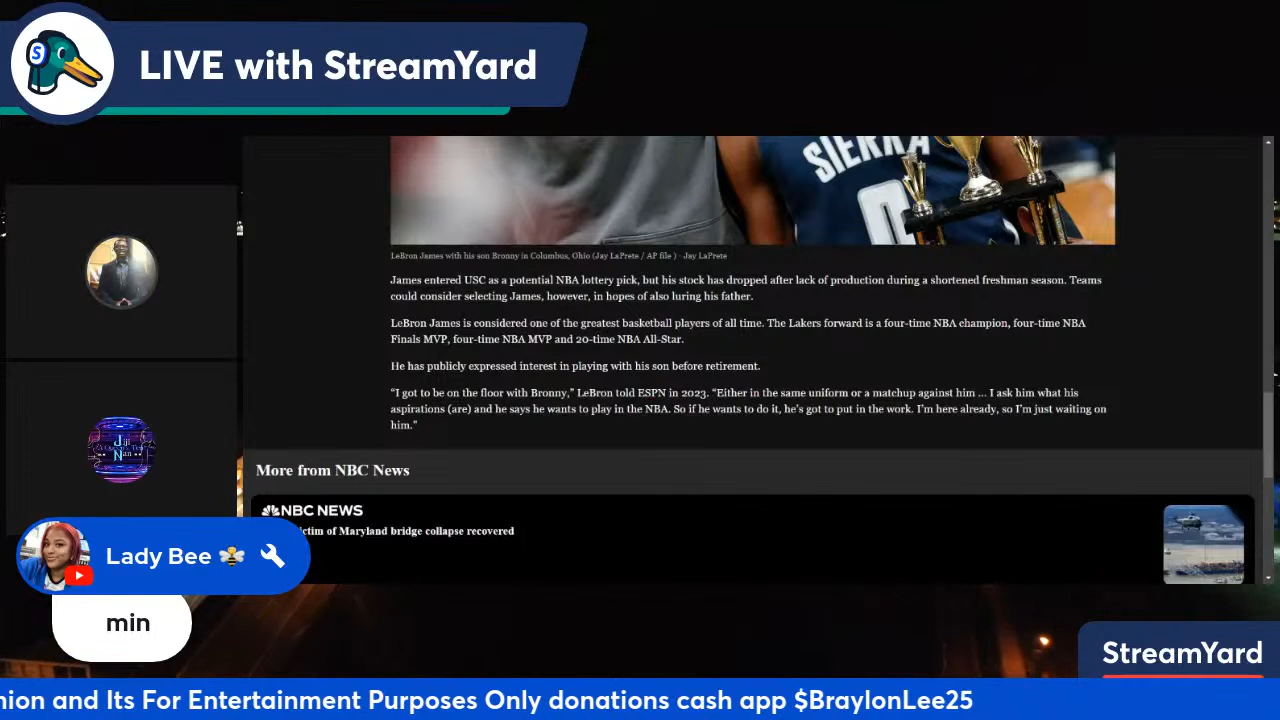 S
LIVE with StreamYard
SIERRA
0
LeBron James with his son Bronny in Columbus, Ohio (Jay LaPrete / AP file ) - Jay LaPrete
James entered USC as a potential NBA lottery pick, but his stock has dropped after lack of production during a shortened freshman season. Teams
could consider selecting James, however, in hopes of also luring his father.
LeBron James is considered one of the greatest basketball players of all time. The Lakers forward is a four-time NBA champion, four-time NBA
Finals MVP, four-time NBA MVP and 20-time NBA All-Star.
He has publicly expressed interest in playing with his son before retirement.
“I got to be on the floor with Bronny,” LeBron told ESPN in 2023. “Either in the same uniform or a matchup against him ... I ask him what his
aspirations (are) and he says he wants to play in the NBA. So if he wants to do it, he's got to put in the work. I'm here already, so I'm just waiting on
him.”
More from NBC News
NBC NEWS
ictim of Maryland bridge collapse recovered
Lady Bee 🐝
min
StreamYard
nion and Its For Entertainment Purposes Only donations cash app $BraylonLee25